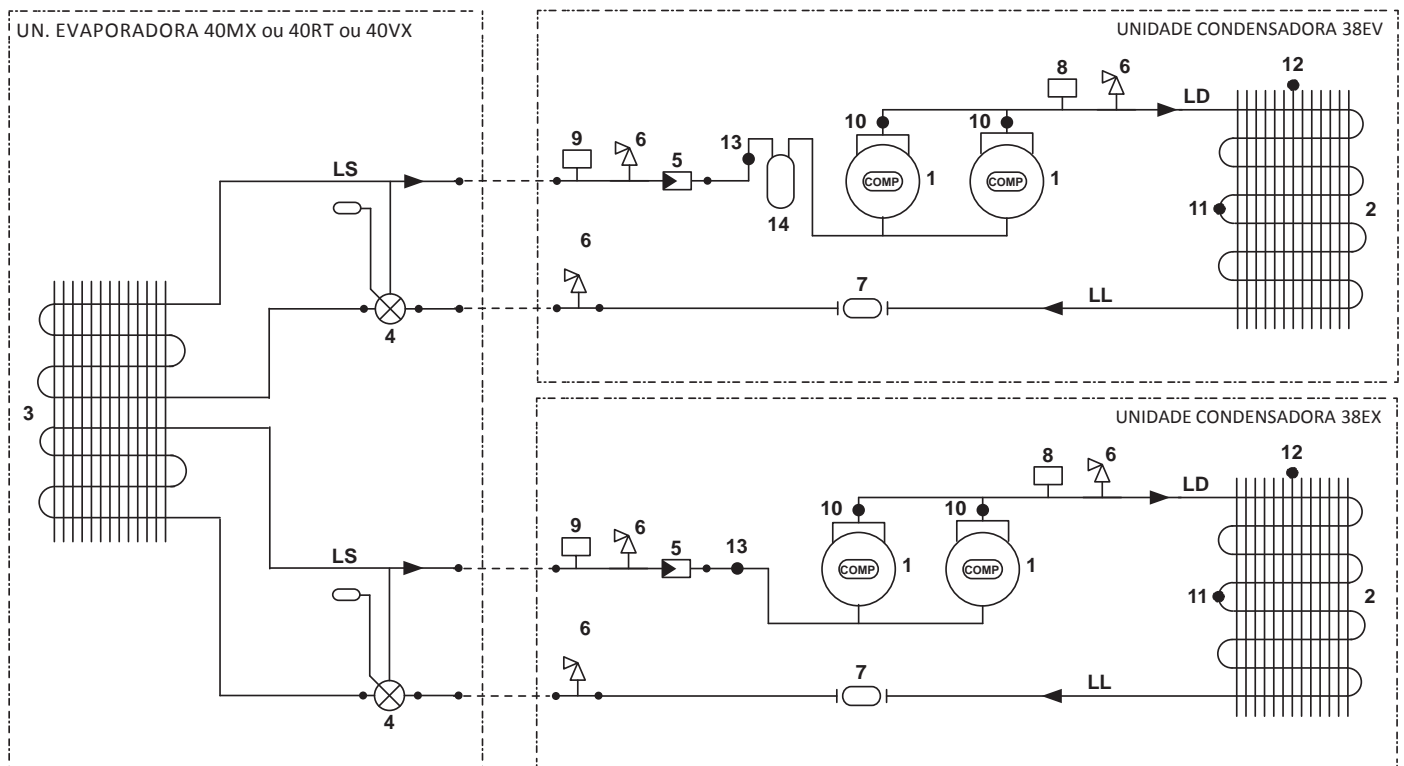 UN. EVAPORADORA 40MX ou 40RT ou 40VX
UNIDADE CONDENSADORA 38EV
12
8
6
LD
10
10
9
6
13
5
LS
COMP
1
COMP
1
14
11
2
6
7
LL
4
3
UNIDADE CONDENSADORA 38EX
12
8
6
LD
10
10
9
6
5
13
LS
COMP
1
COMP
1
11
2
6
7
LL
4